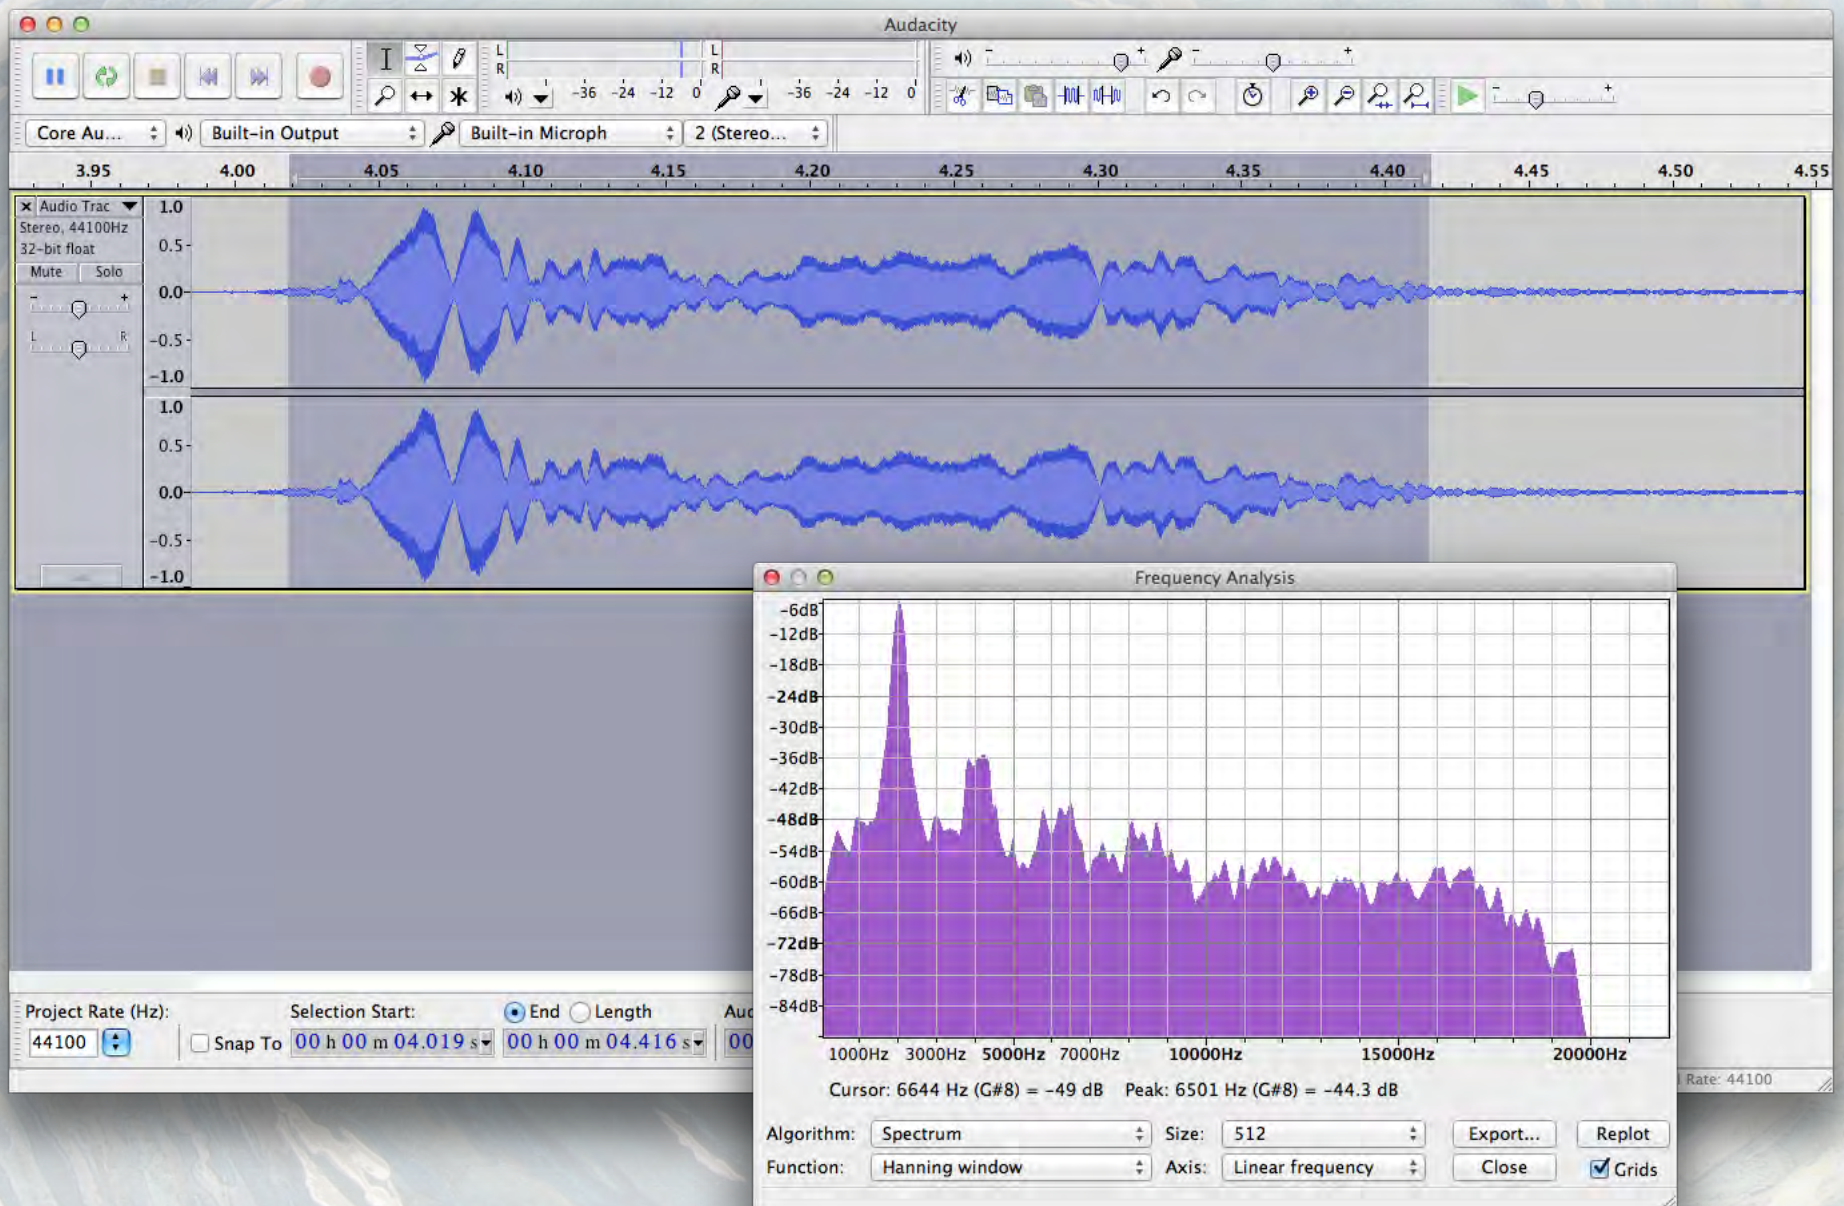 Audacity
L
R
-36 -24 -12 0
L
R
-36 -24 -12 0
- +
- +
- +
Core Au...
Built-in Output
Built-in Microph
2 (Stereo...
3.95 4.00 4.05 4.10 4.15 4.20 4.25 4.30 4.35 4.40 4.45 4.50 4.55
× Audio Trac
Stereo, 44100Hz
32-bit float
Mute Solo
- +
L R
1.0
0.5-
0.0-
-0.5-
-1.0
1.0
0.5-
0.0-
-0.5-
-1.0
Frequency Analysis
-6dB
-12dB
-18dB
-24dB
-30dB
-36dB
-42dB
-48dB
-54dB
-60dB
-66dB
-72dB
-78dB
-84dB
1000Hz 3000Hz 5000Hz 7000Hz 10000Hz 15000Hz 20000Hz
Cursor: 6644 Hz (G#8) = -49 dB Peak: 6501 Hz (G#8) = -44.3 dB
Algorithm: Spectrum Size: 512 Export... Replot
Function: Hanning window Axis: Linear frequency Close Grids
Project Rate (Hz): Selection Start: End Length
44100 Snap To 00 h 00 m 04.019 s 00 h 00 m 04.416 s 00
Rate: 44100